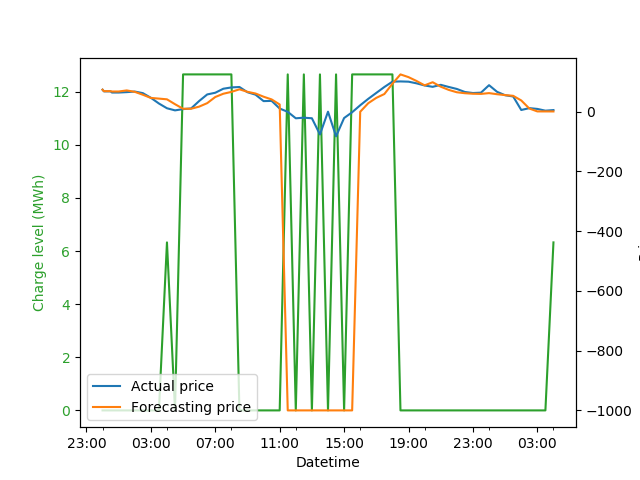 Charge level (MWh)
12
10
8
6
4
2
0
0
−200
−400
−600
−800
−1000
Actual price
Forecasting price
23:00 03:00 07:00 11:00 15:00 19:00 23:00 03:00
Datetime